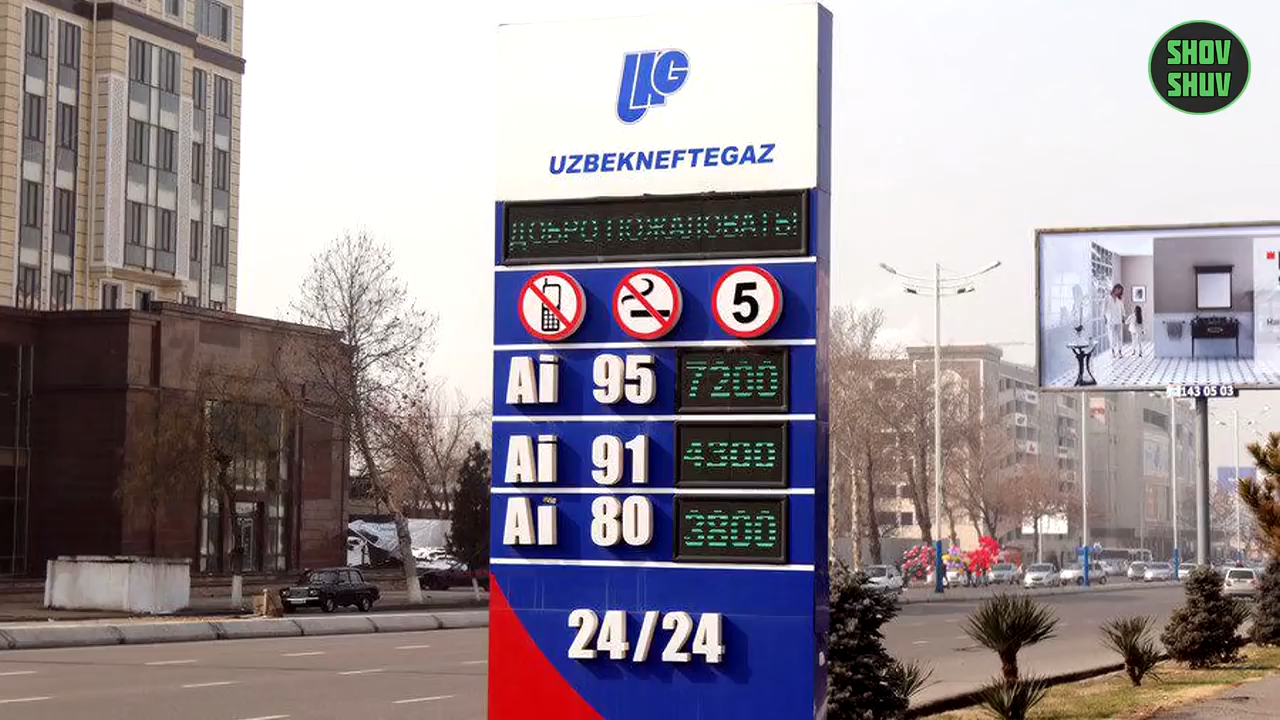 SHOV
SHUV
UNG
UZBEKNEFTEGAZ
ДОБРО ПОЖАЛОВАТЬ!
5
Ai 95 7200
Ai 91 4300
Ai 80 3800
24/24
143 05 03